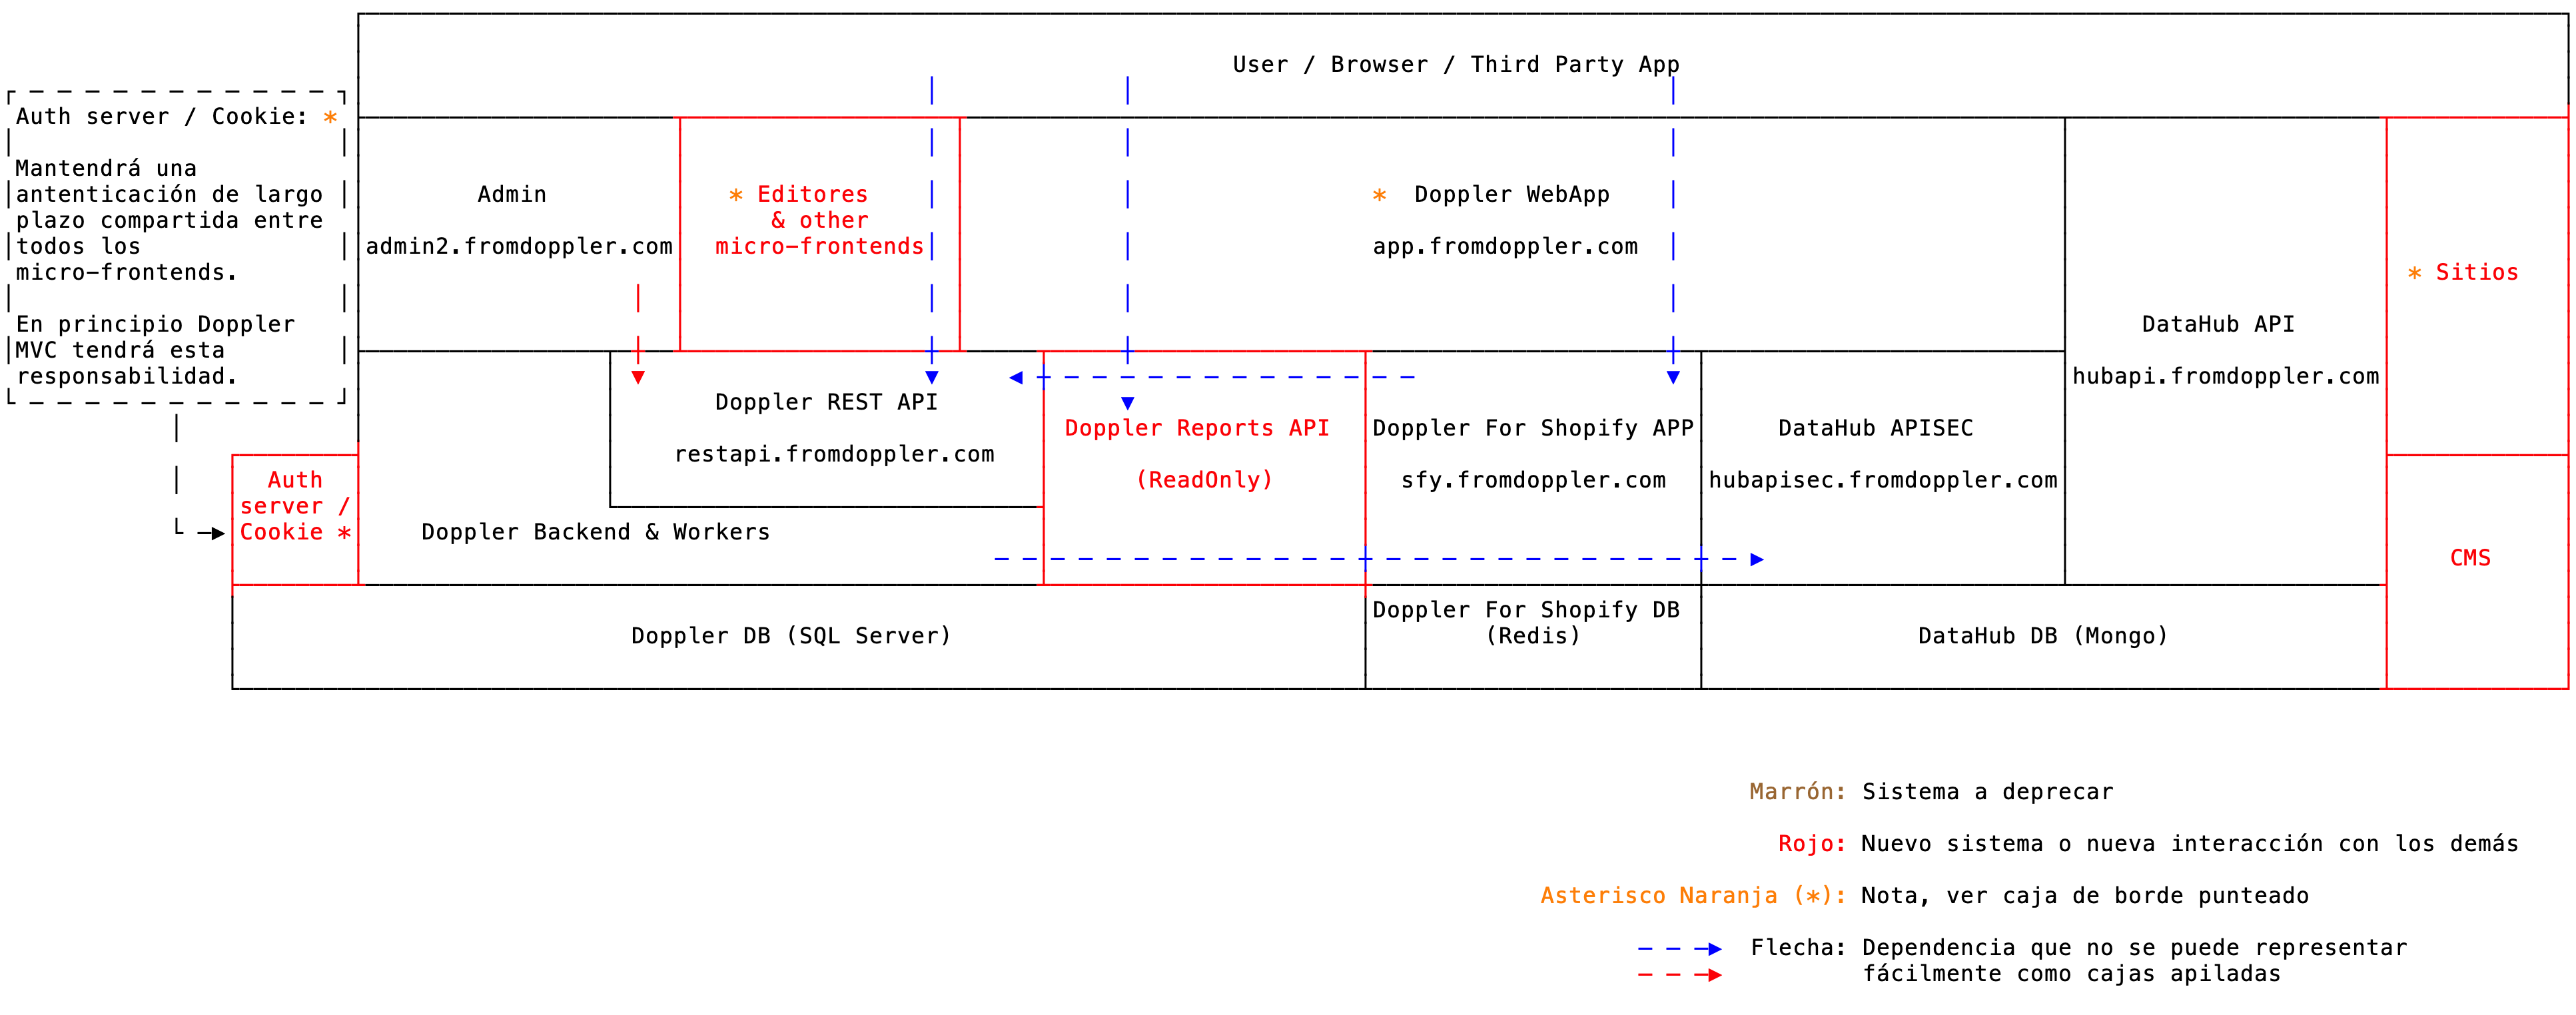 User / Browser / Third Party App
Auth server / Cookie: *
Mantendrá una
antenticación de largo
plazo compartida entre
todos los
micro-frontends.
En principio Doppler
MVC tendrá esta
responsabilidad.
Admin
admin2.fromdoppler.com
* Editores
& other
micro-frontends
* Doppler WebApp
app.fromdoppler.com
DataHub API
hubapi.fromdoppler.com
* Sitios
Doppler REST API
restapi.fromdoppler.com
Doppler Reports API
(ReadOnly)
Doppler For Shopify APP
sfy.fromdoppler.com
DataHub APISEC
hubapisec.fromdoppler.com
Auth
server /
Cookie *
Doppler Backend & Workers
CMS
Doppler DB (SQL Server)
Doppler For Shopify DB
(Redis)
DataHub DB (Mongo)
Marrón: Sistema a deprecar
Rojo: Nuevo sistema o nueva interacción con los demás
Asterisco Naranja (*): Nota, ver caja de borde punteado
Flecha: Dependencia que no se puede representar
fácilmente como cajas apiladas